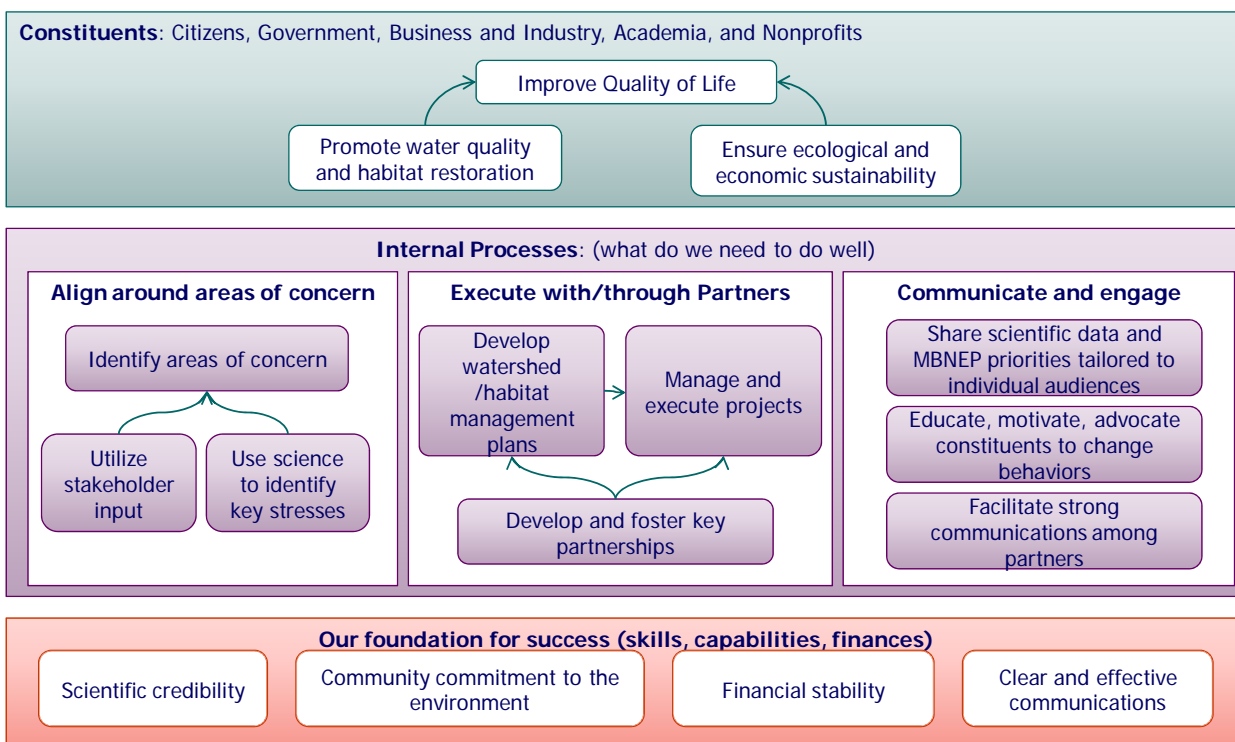 Constituents: Citizens, Government, Business and Industry, Academia, and Nonprofits
Improve Quality of Life
Promote water quality
and habitat restoration
Ensure ecological and
economic sustainability
Internal Processes: (what do we need to do well)
Align around areas of concern
Identify areas of concern
Utilize
stakeholder
input
Use science
to identify
key stresses
Execute with/through Partners
Develop
watershed
/habitat
management
plans
Manage and
execute projects
Develop and foster key
partnerships
Communicate and engage
Share scientific data and
MBNEP priorities tailored to
individual audiences
Educate, motivate, advocate
constituents to change
behaviors
Facilitate strong
communications among
partners
Our foundation for success (skills, capabilities, finances)
Scientific credibility
Community commitment to the
environment
Financial stability
Clear and effective
communications